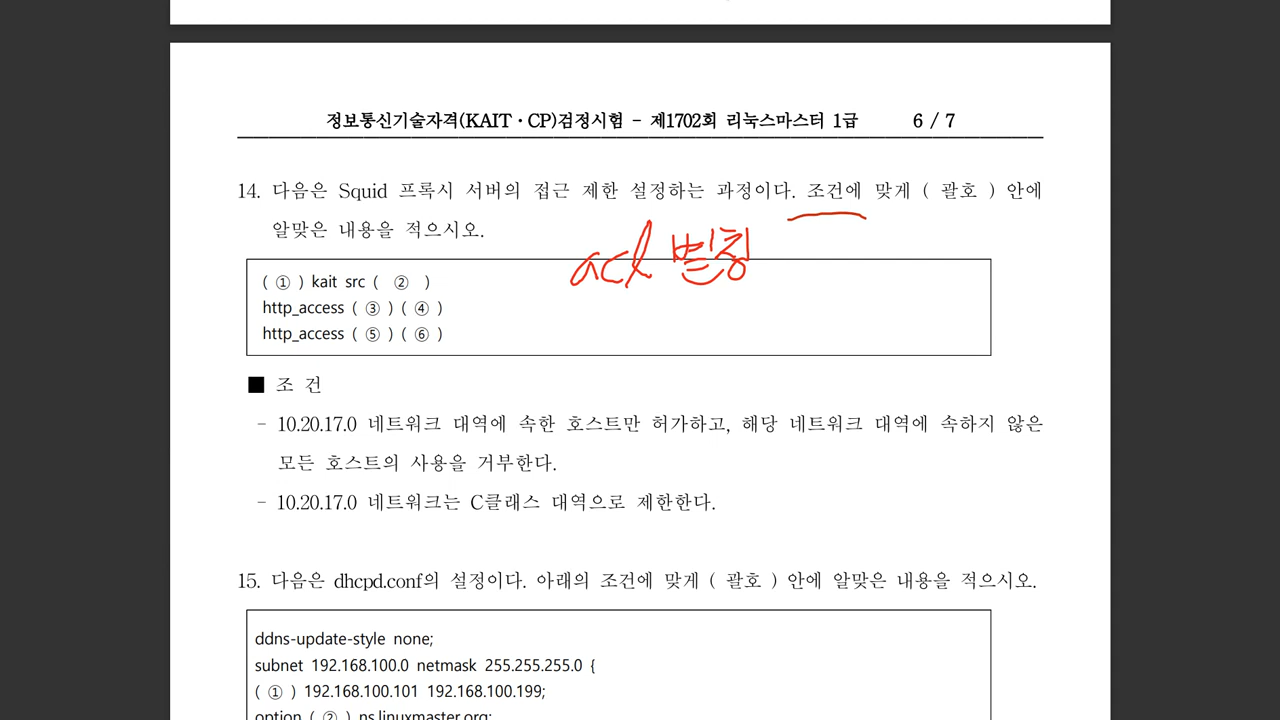 정보통신기술자격(KAIT·CP)검정시험 - 제1702회 리눅스마스터 1급 6 / 7
14. 다음은 Squid 프록시 서버의 접근 제한 설정하는 과정이다. 조건에 맞게 ( 괄호 ) 안에
알맞은 내용을 적으시오.
acl 별칭
( ① ) kait src ( ② )
http_access ( ③ ) ( ④ )
http_access ( ⑤ ) ( ⑥ )
■ 조 건
- 10.20.17.0 네트워크 대역에 속한 호스트만 허가하고, 해당 네트워크 대역에 속하지 않은
모든 호스트의 사용을 거부한다.
- 10.20.17.0 네트워크는 C클래스 대역으로 제한한다.
15. 다음은 dhcpd.conf의 설정이다. 아래의 조건에 맞게 ( 괄호 ) 안에 알맞은 내용을 적으시오.
ddns-update-style none;
subnet 192.168.100.0 netmask 255.255.255.0 {
( ① ) 192.168.100.101 192.168.100.199;
option ( ② ) ns.linuxmaster.org;